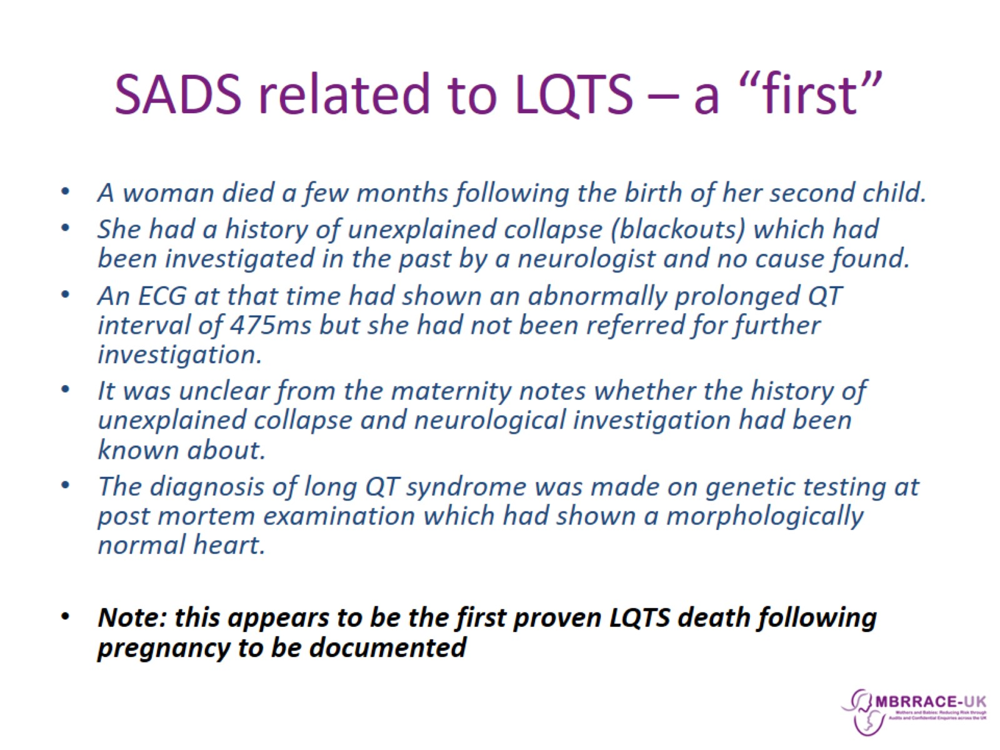 SADS related to LQTS – a “first”
• A woman died a few months following the birth of her second child.
• She had a history of unexplained collapse (blackouts) which had
been investigated in the past by a neurologist and no cause found.
• An ECG at that time had shown an abnormally prolonged QT
interval of 475ms but she had not been referred for further
investigation.
• It was unclear from the maternity notes whether the history of
unexplained collapse and neurological investigation had been
known about.
• The diagnosis of long QT syndrome was made on genetic testing at
post mortem examination which had shown a morphologically
normal heart.
• Note: this appears to be the first proven LQTS death following
pregnancy to be documented
MBRRACE-UK
Mothers and Babies: Reducing Risk through
Audits and Confidential Enquiries across the UK